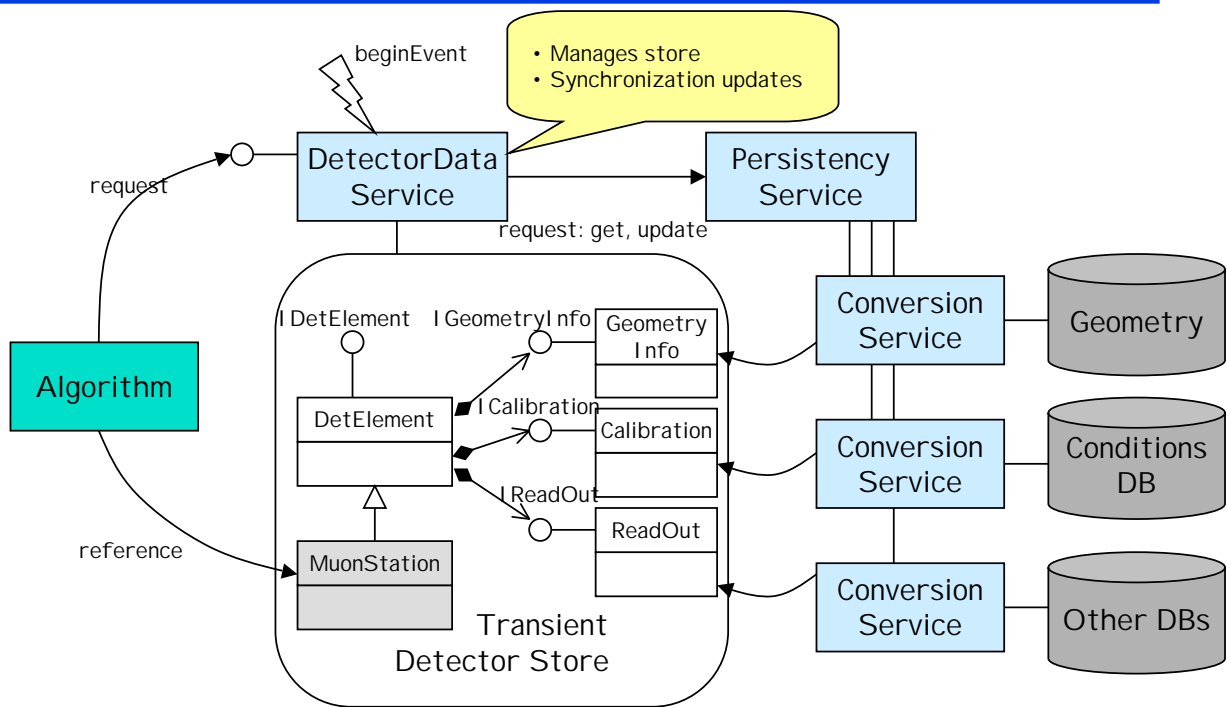 beginEvent
• Manages store
• Synchronization updates
DetectorData
Service
Persistency
Service
request
request: get, update
IDetElement
IGeometryInfo
Geometry
Info
Conversion
Service
Geometry
Algorithm
DetElement
ICalibration
Calibration
Conversion
Service
Conditions
DB
IReadOut
ReadOut
reference
MuonStation
Conversion
Service
Other DBs
Transient
Detector Store